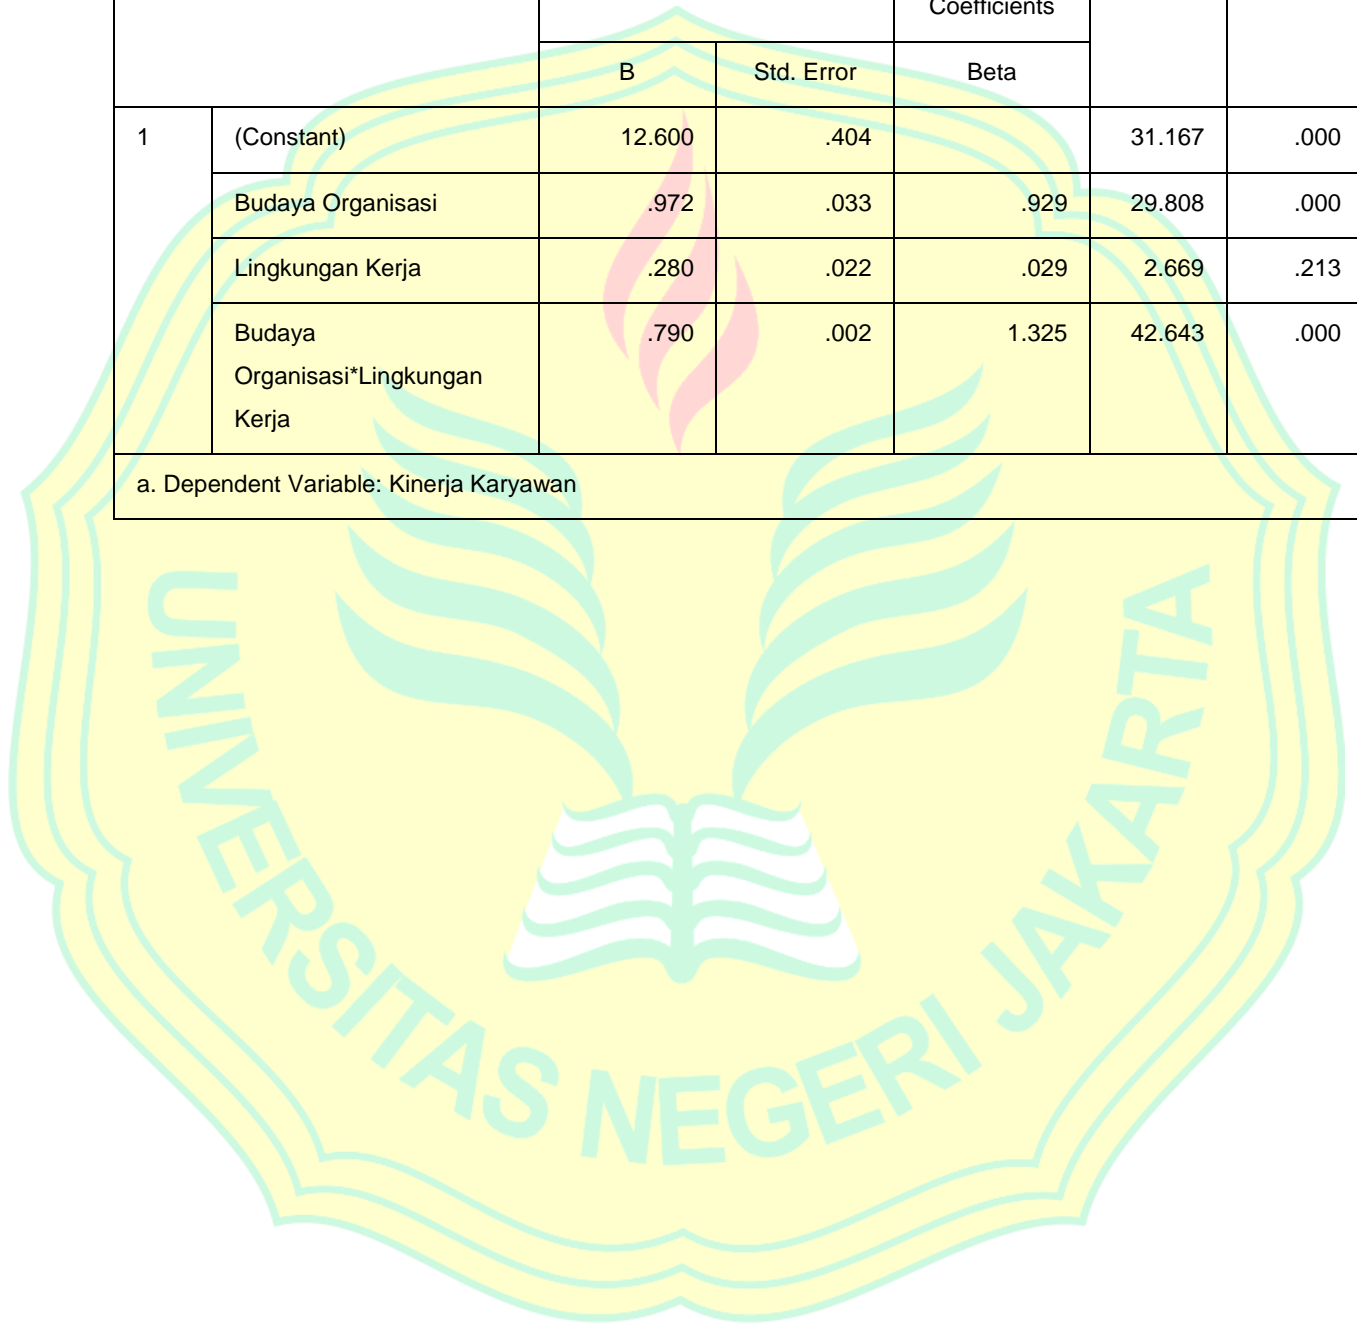 Coefficients
B Std. Error Beta
1 (Constant) 12.600 .404 31.167 .000
Budaya Organisasi .972 .033 .929 29.808 .000
Lingkungan Kerja .280 .022 .029 2.669 .213
Budaya .790 .002 1.325 42.643 .000
Organisasi*Lingkungan
Kerja
a. Dependent Variable: Kinerja Karyawan
UNIVERSITAS NEGERI JAKARTA